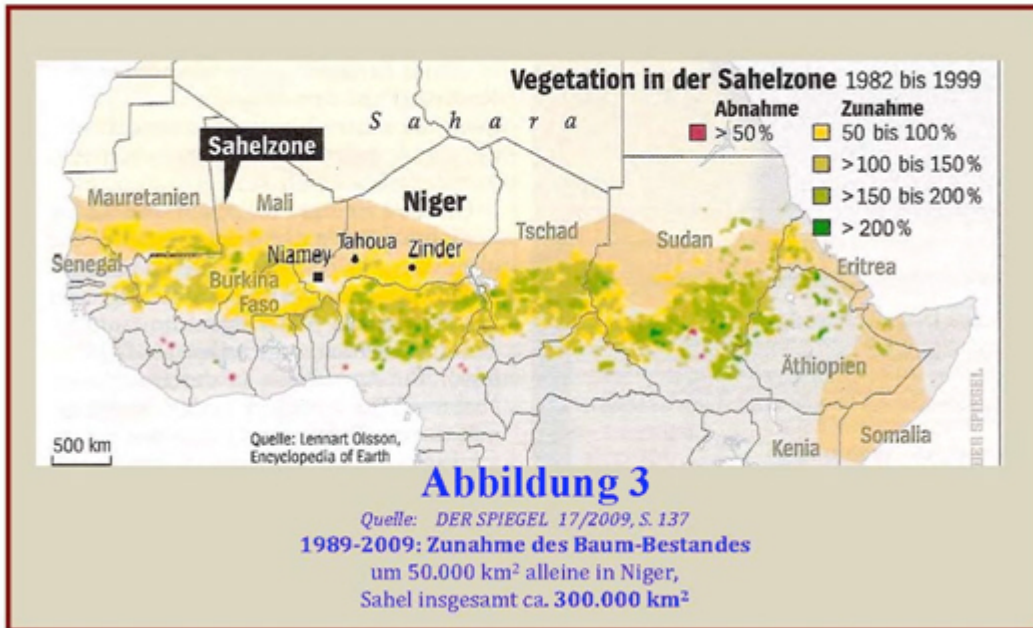 Vegetation in der Sahelzone 1982 bis 1999
Abnahme
> 50%
Zunahme
50 bis 100%
>100 bis 150%
>150 bis 200%
> 200%
Sahara
Sahelzone
Mauretanien
Mali
Niger
Tschad
Sudan
Eritrea
Senegal
Niamey
Tahoua
Zinder
Burkina
Faso
Äthiopien
Kenia
Somalia
500 km
Quelle: Lennart Olsson,
Encyclopedia of Earth
DER SPIEGEL
Abbildung 3
Quelle: DER SPIEGEL 17/2009, S. 137
1989-2009: Zunahme des Baum-Bestandes
um 50.000 km² alleine in Niger,
Sahel insgesamt ca. 300.000 km²